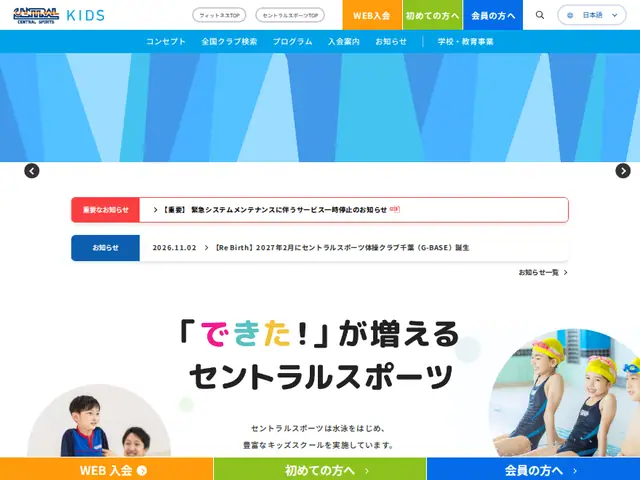 CENTRAL
CENTRAL SPORTS
KIDS
フィットネスTOP
セントラルスポーツTOP
WEB入会
初めての方へ
会員の方へ
日本語
コンセプト
全国クラブ検索
プログラム
入会案内
お知らせ
学校・教育事業
重要なお知らせ
【重要】 緊急システムメンテナンスに伴うサービス一時停止のお知らせ
お知らせ
2026.11.02
【Re Birth】2027年2月にセントラルスポーツ体操クラブ千葉（G-BASE）誕生
お知らせ一覧
「できた！」が増える
セントラルスポーツ
セントラルスポーツは水泳をはじめ、
豊富なキッズスクールを実施しています。
WEB 入会
初めての方へ
会員の方へ